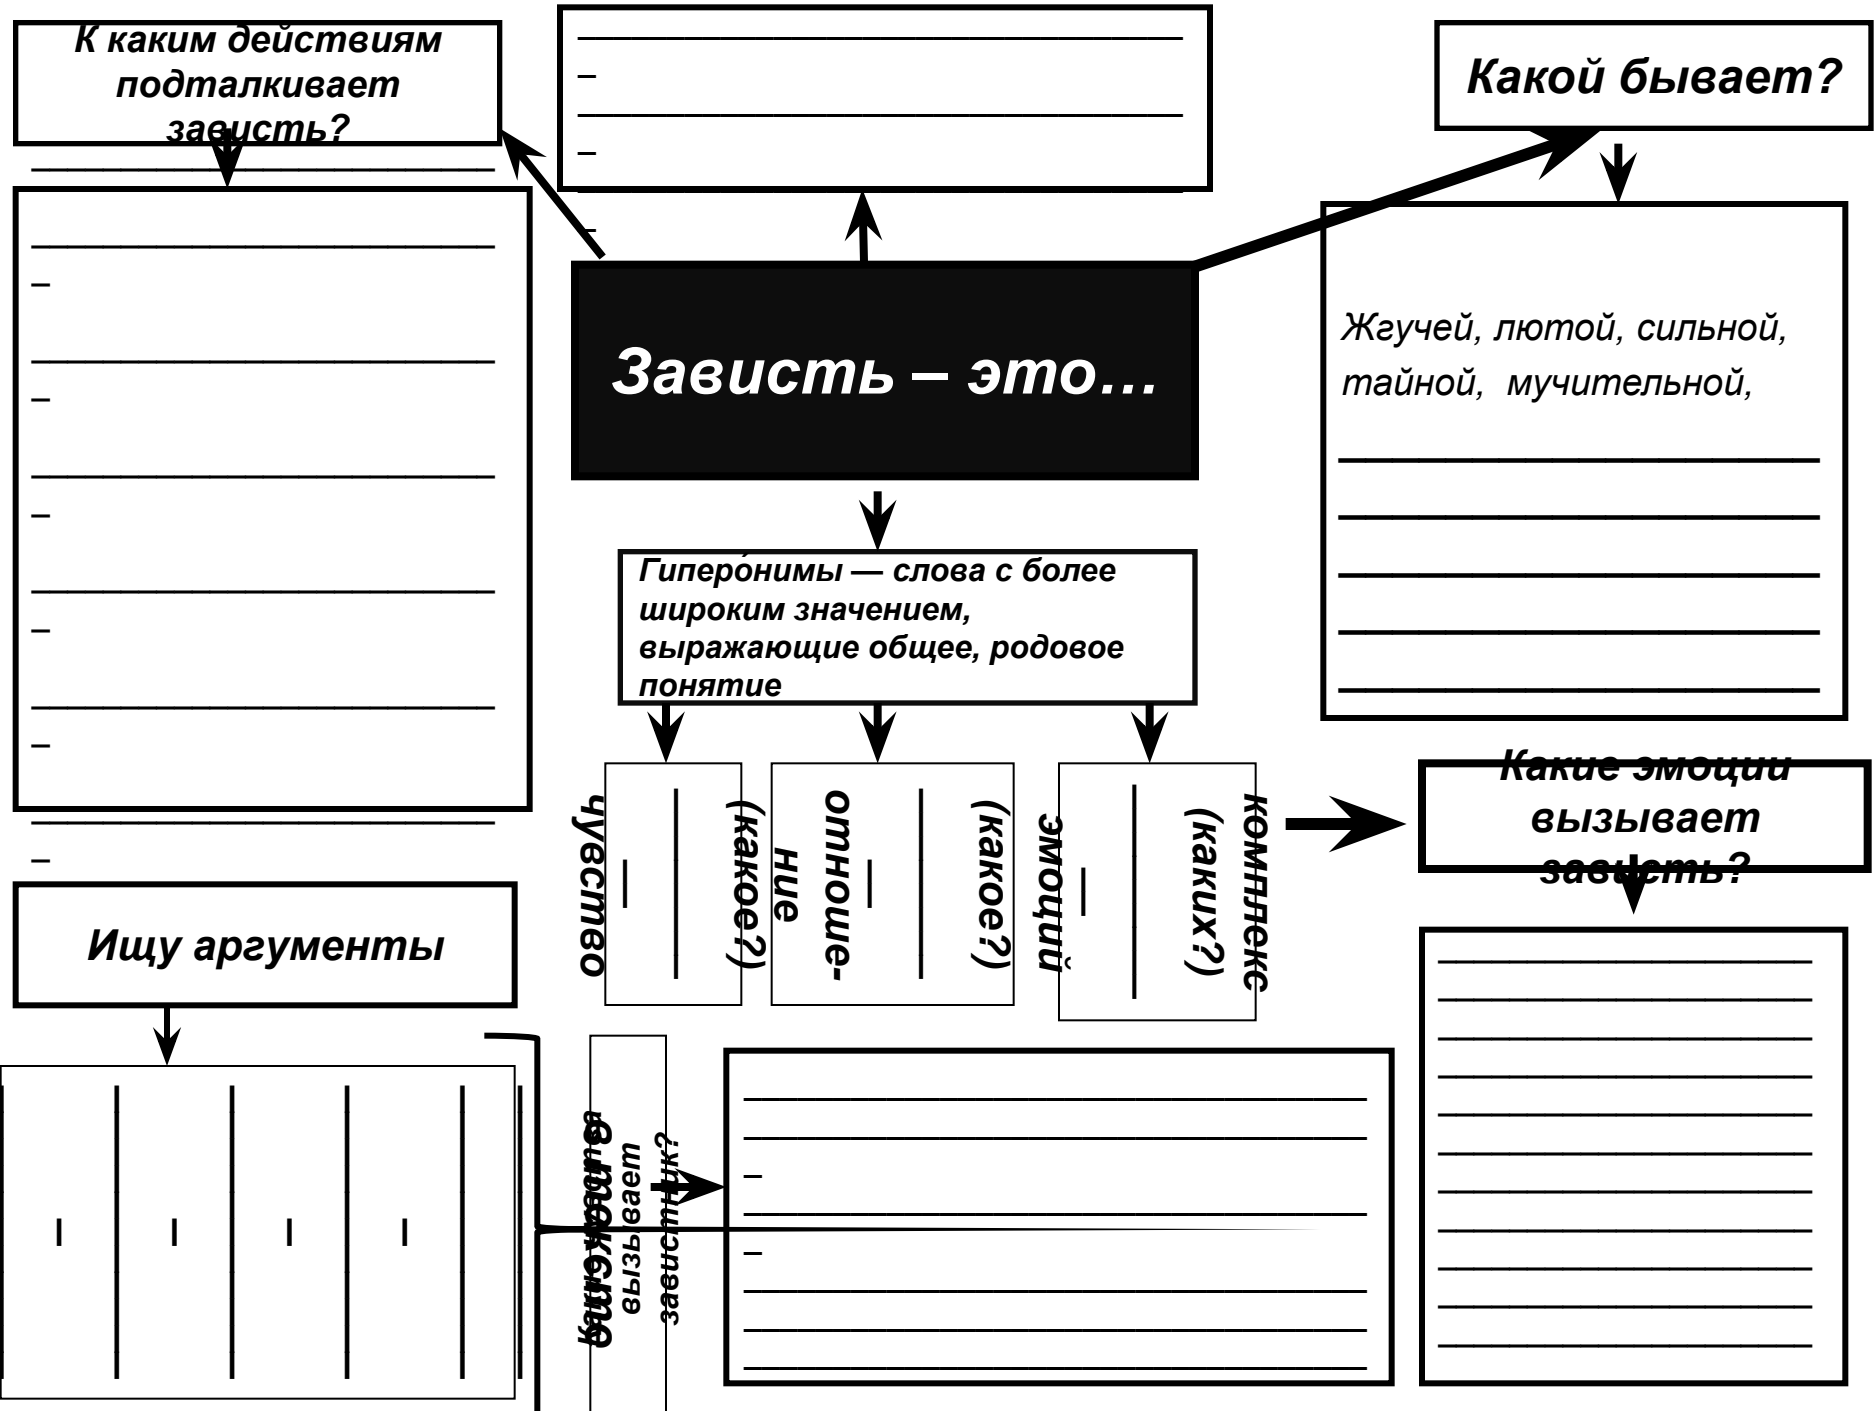 К каким действиям
подталкивает
зависть?
Какой бывает?
Зависть – это…
Жгучей, лютой, сильной,
тайной, мучительной,
Гиперо́нимы — слова с более
широким значением,
выражающие общее, родовое
понятие
чувство
(какое?)
отноше-
ние
(какое?)
комплекс
(каких?)
эмоций
Какие эмоции
вызывает
зависть?
Ищу аргументы
вызывает
завистник?